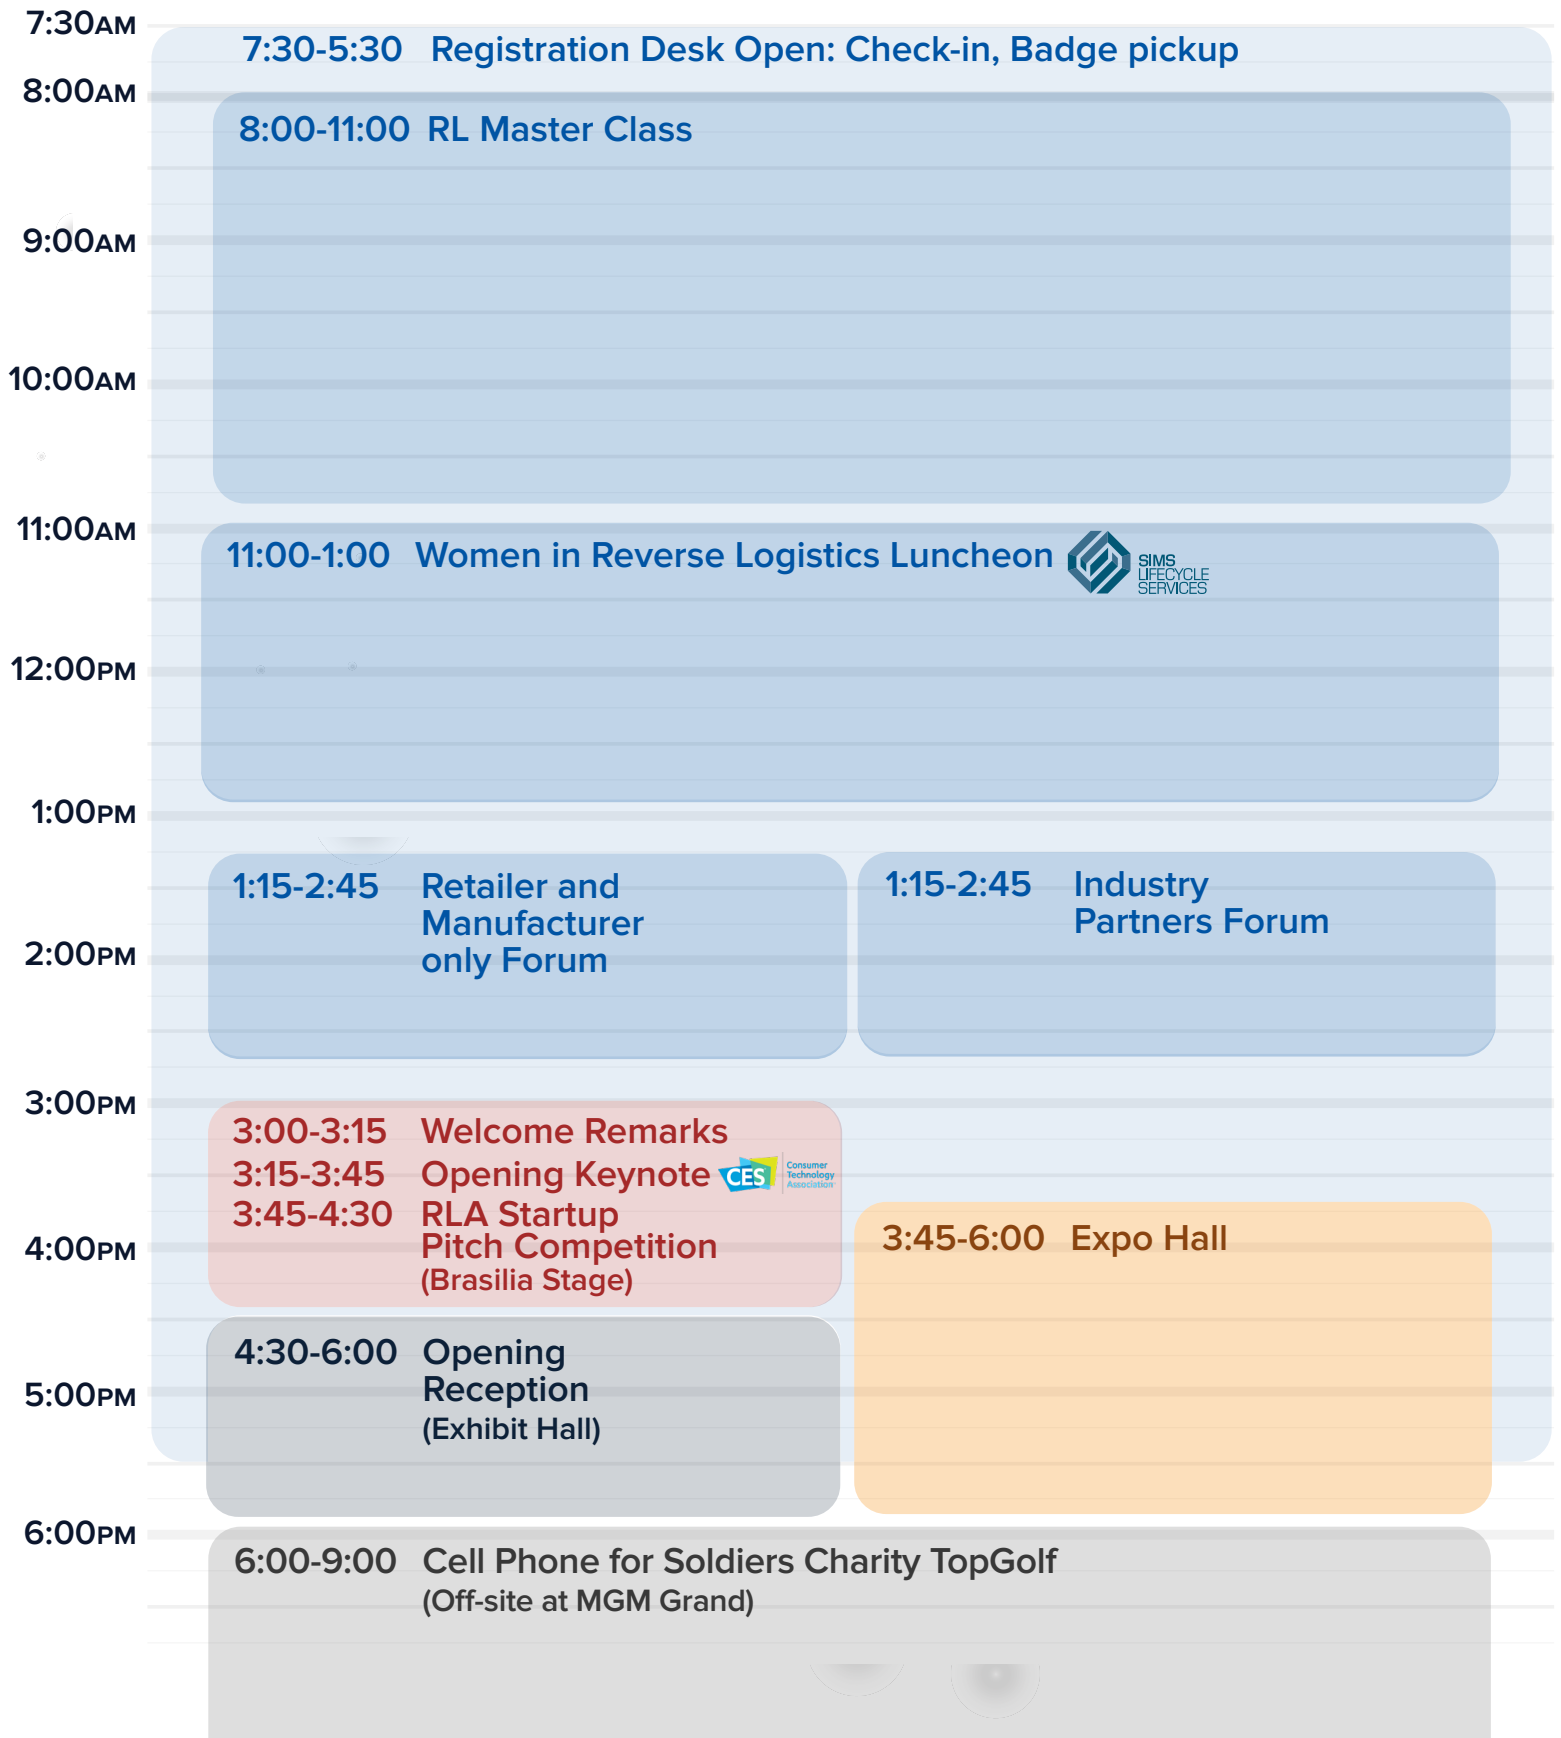 7:30AM
7:30-5:30 Registration Desk Open: Check-in, Badge pickup
8:00AM
8:00-11:00 RL Master Class
9:00AM
10:00AM
11:00AM
11:00-1:00 Women in Reverse Logistics Luncheon
SIMS
LIFECYCLE
SERVICES
12:00PM
1:00PM
1:15-2:45 Retailer and
Manufacturer
only Forum
1:15-2:45 Industry
Partners Forum
2:00PM
3:00PM
3:00-3:15 Welcome Remarks
3:15-3:45 Opening Keynote
CES
Consumer
Technology
Association
3:45-4:30 RLA Startup
Pitch Competition
(Brasilia Stage)
3:45-6:00 Expo Hall
4:00PM
4:30-6:00 Opening
Reception
(Exhibit Hall)
5:00PM
6:00PM
6:00-9:00 Cell Phone for Soldiers Charity TopGolf
(Off-site at MGM Grand)